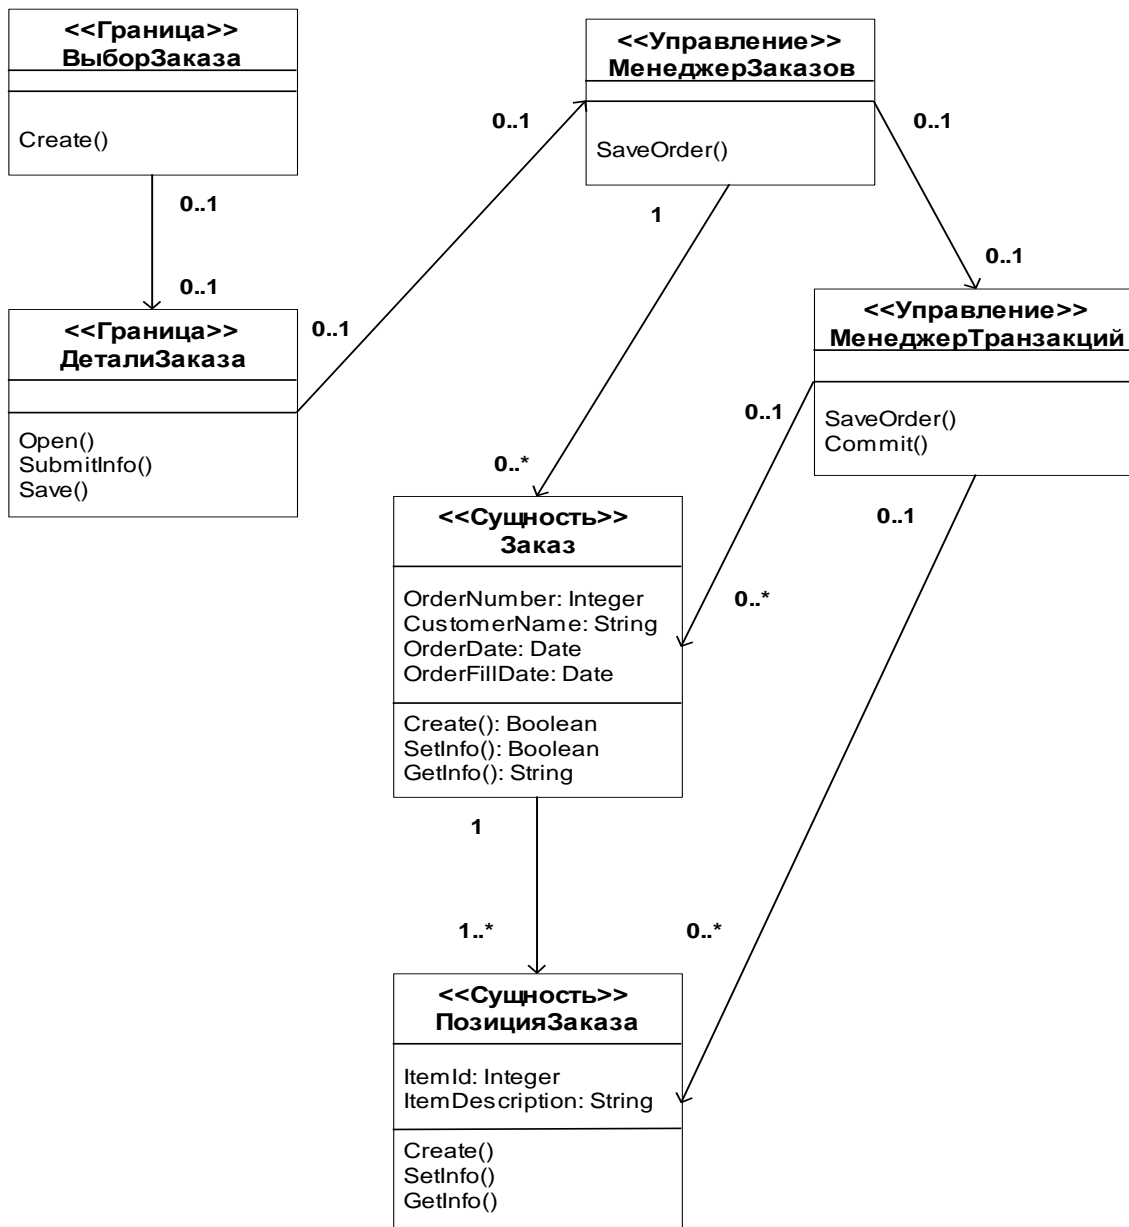 <<Граница>>
ВыборЗаказа
Create()
0..1
0..1
<<Граница>>
ДеталиЗаказа
Open()
SubmitInfo()
Save()
0..1
0..1
<<Управление>>
МенеджерЗаказов
SaveOrder()
0..1
0..1
<<Управление>>
МенеджерТранзакций
SaveOrder()
Commit()
1
0..*
<<Сущность>>
Заказ
OrderNumber: Integer
CustomerName: String
OrderDate: Date
OrderFillDate: Date
Create(): Boolean
SetInfo(): Boolean
GetInfo(): String
0..1
0..*
0..1
0..*
1
1..*
<<Сущность>>
ПозицияЗаказа
ItemId: Integer
ItemDescription: String
Create()
SetInfo()
GetInfo()